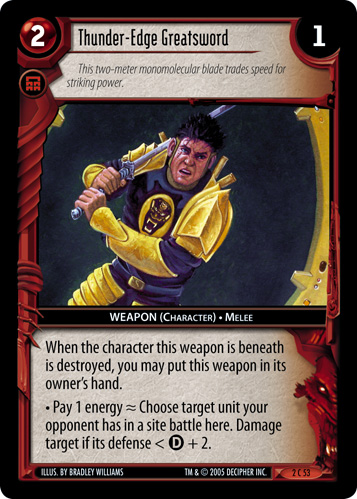 2 Thunder-Edge Greatsword 1
This two-meter monomolecular blade trades speed for
striking power.
WEAPON (CHARACTER) • MELEE
When the character this weapon is beneath
is destroyed, you may put this weapon in its
owner's hand.
• Pay 1 energy ≈ Choose target unit your
opponent has in a site battle here. Damage
target if its defense < D + 2.
ILLUS. BY BRADLEY WILLIAMS TM & © 2005 DECIPHER INC. 2 C 53